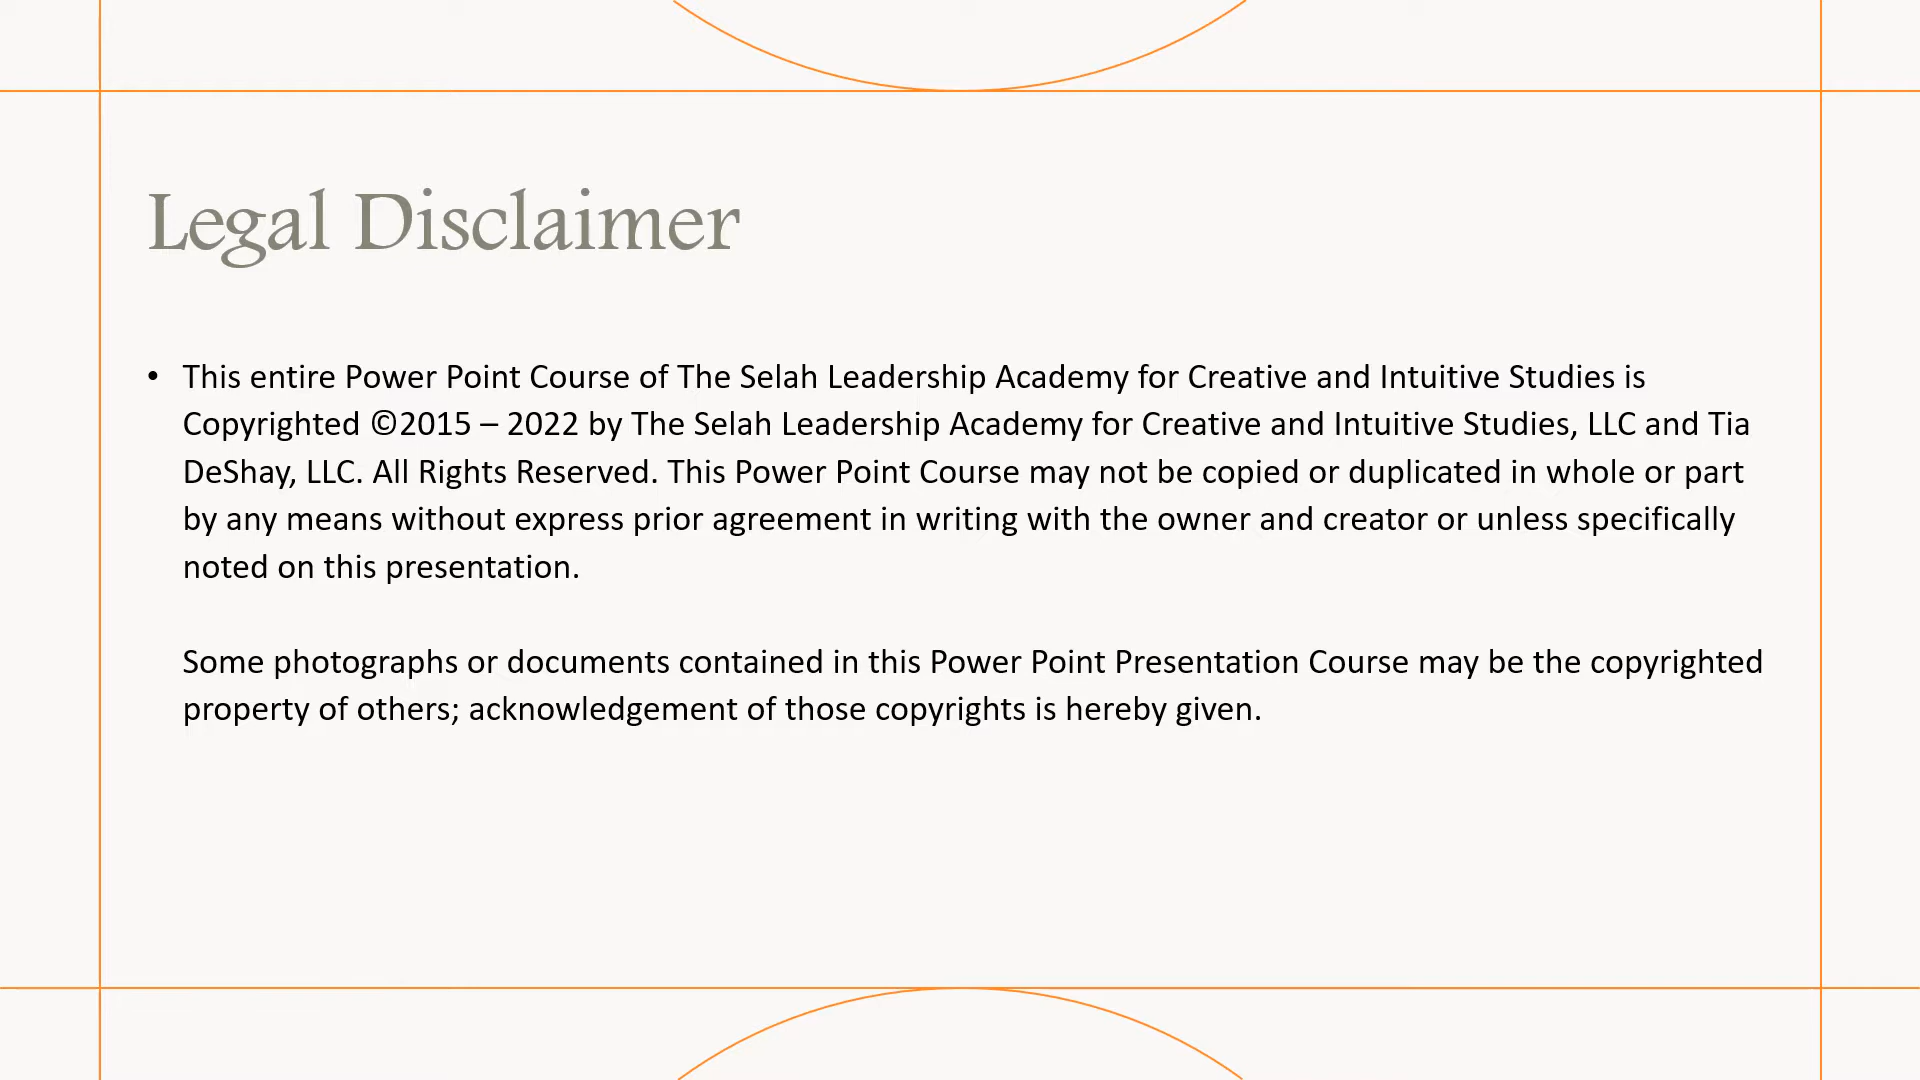 Legal Disclaimer
• This entire Power Point Course of The Selah Leadership Academy for Creative and Intuitive Studies is
Copyrighted ©2015 – 2022 by The Selah Leadership Academy for Creative and Intuitive Studies, LLC and Tia
DeShay, LLC. All Rights Reserved. This Power Point Course may not be copied or duplicated in whole or part
by any means without express prior agreement in writing with the owner and creator or unless specifically
noted on this presentation.
Some photographs or documents contained in this Power Point Presentation Course may be the copyrighted
property of others; acknowledgement of those copyrights is hereby given.